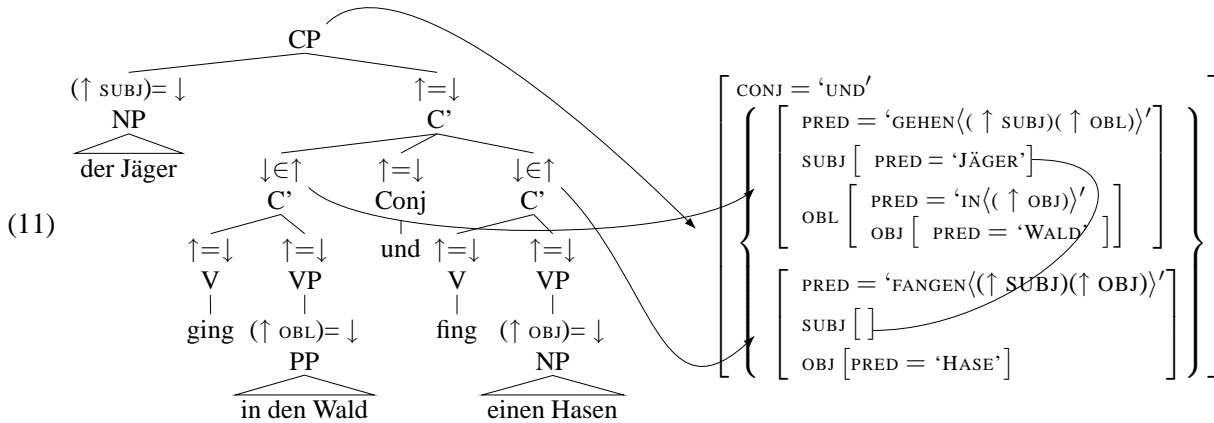 (11)
CP
(↑ SUBJ)= ↓ ↑=↓
NP C’
der Jäger ↓∈↑ ↑=↓ ↓∈↑
C’ Conj C’
und
↑=↓ ↑=↓ ↑=↓ ↑=↓
V VP V VP
ging (↑ OBL)= ↓ fing (↑ OBJ)= ↓
PP NP
in den Wald einen Hasen
CONJ = ‘UND′
PRED = ‘GEHEN⟨( ↑ SUBJ)( ↑ OBL)⟩′
SUBJ [ PRED = ‘JÄGER’ ]
OBL [ PRED = ‘IN⟨( ↑ OBJ)⟩′
OBJ [ PRED = ‘WALD’ ] ]
PRED = ‘FANGEN⟨(↑ SUBJ)(↑ OBJ)⟩′
SUBJ [ ]
OBJ [PRED = ‘HASE’]